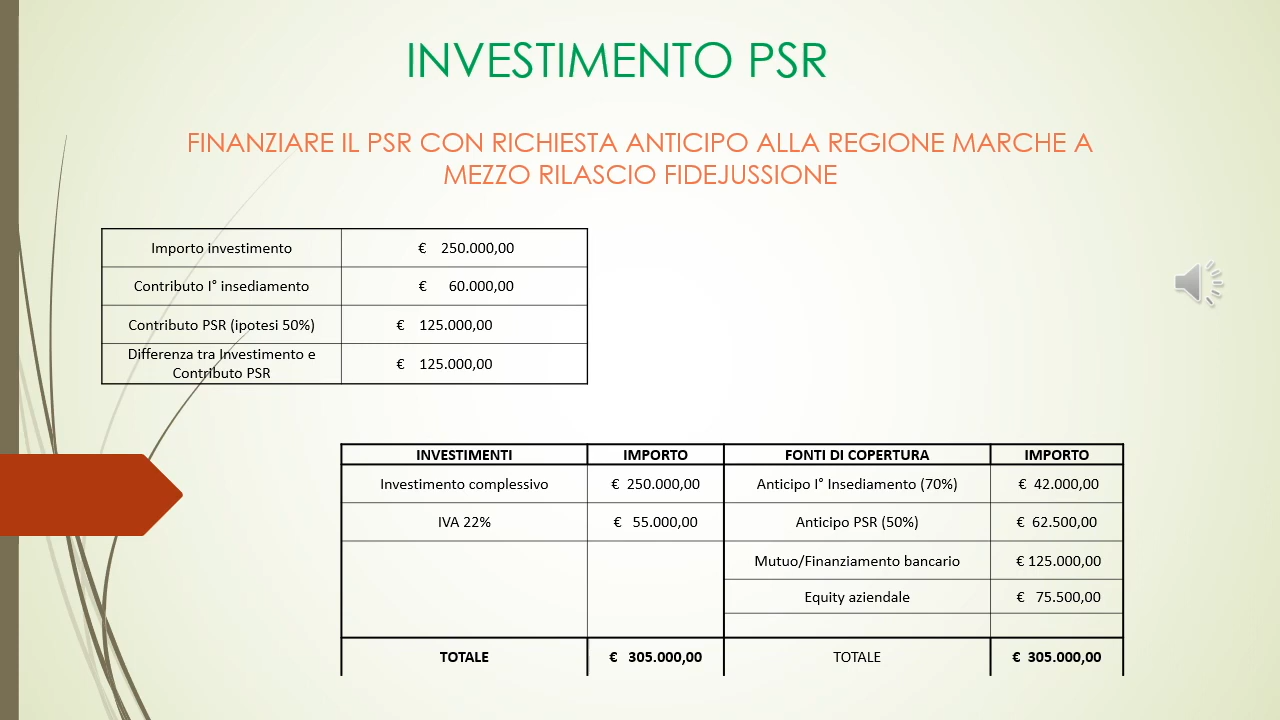 INVESTIMENTO PSR
FINANZIARE IL PSR CON RICHIESTA ANTICIPO ALLA REGIONE MARCHE A
MEZZO RILASCIO FIDEJUSSIONE
Importo investimento € 250.000,00
Contributo I° insediamento € 60.000,00
Contributo PSR (ipotesi 50%) € 125.000,00
Differenza tra Investimento e
Contributo PSR € 125.000,00
INVESTIMENTI IMPORTO FONTI DI COPERTURA IMPORTO
Investimento complessivo € 250.000,00 Anticipo I° Insediamento (70%) € 42.000,00
IVA 22% € 55.000,00 Anticipo PSR (50%) € 62.500,00
Mutuo/Finanziamento bancario € 125.000,00
Equity aziendale € 75.500,00
TOTALE € 305.000,00 TOTALE € 305.000,00